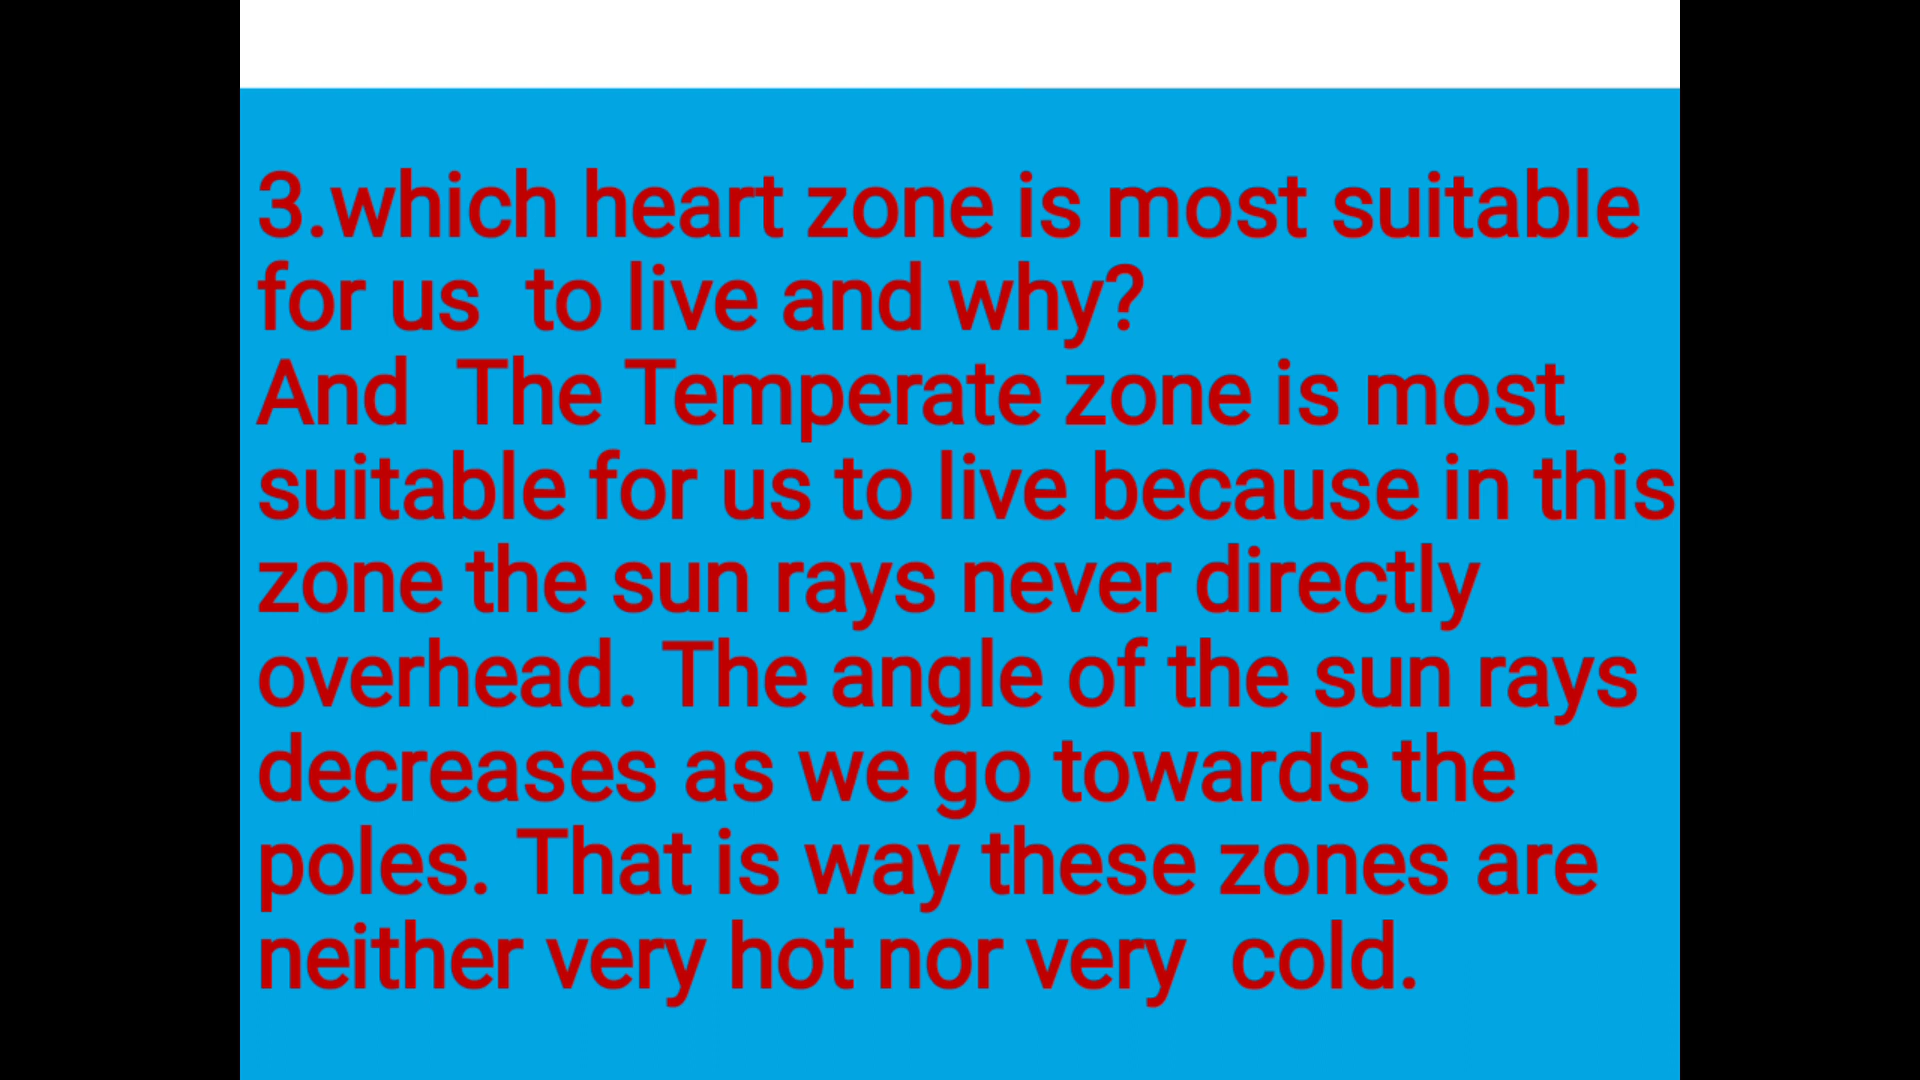 3.which heart zone is most suitable
for us  to live and why?
And  The Temperate zone is most
suitable for us to live because in this
zone the sun rays never directly
overhead. The angle of the sun rays
decreases as we go towards the
poles. That is way these zones are
neither very hot nor very  cold.